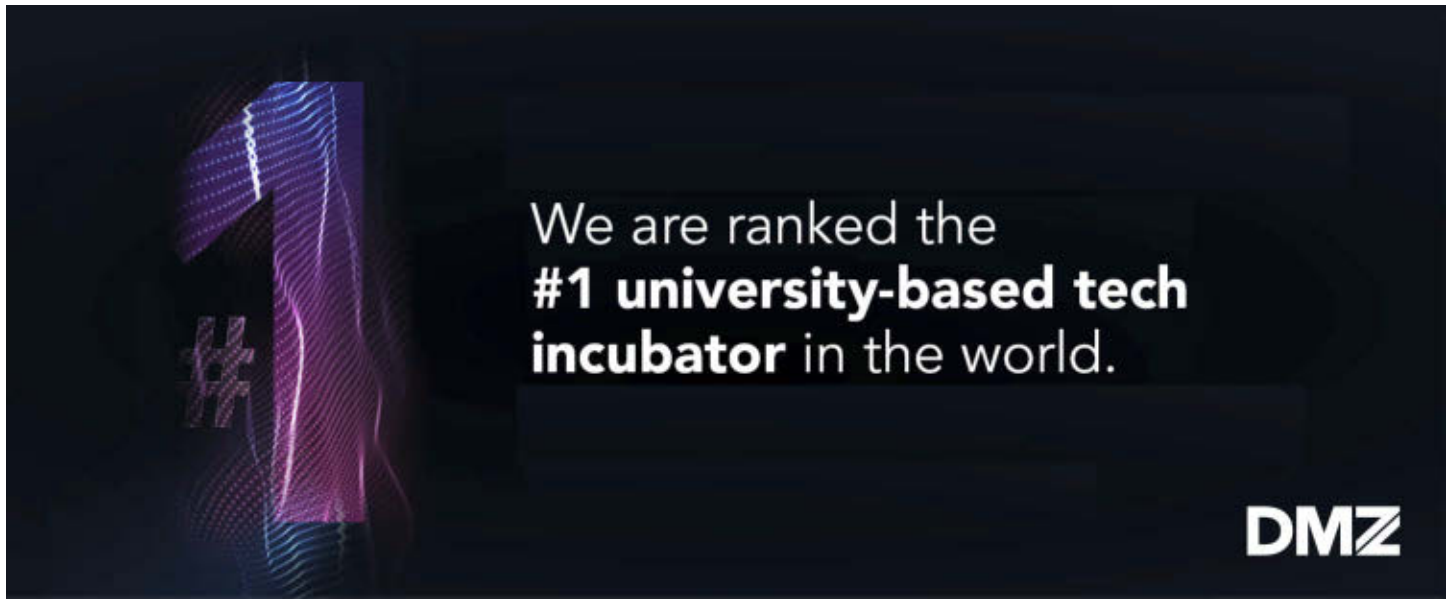 #1
We are ranked the
#1 university-based tech
incubator in the world.
DMZ